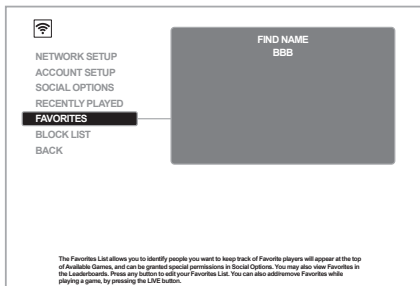 NETWORK SETUP
ACCOUNT SETUP
SOCIAL OPTIONS
RECENTLY PLAYED
FAVORITES
BLOCK LIST
BACK
FIND NAME
BBB
The Favorites List allows you to identify people you want to keep track of Favorite players will appear at the top
of Available Games, and can be granted special permissions in Social Options. You may also view Favorites in
the Leaderboards. Press any button to edit your Favorites List. You can also add/remove Favorites while
playing a game, by pressing the LIVE button.